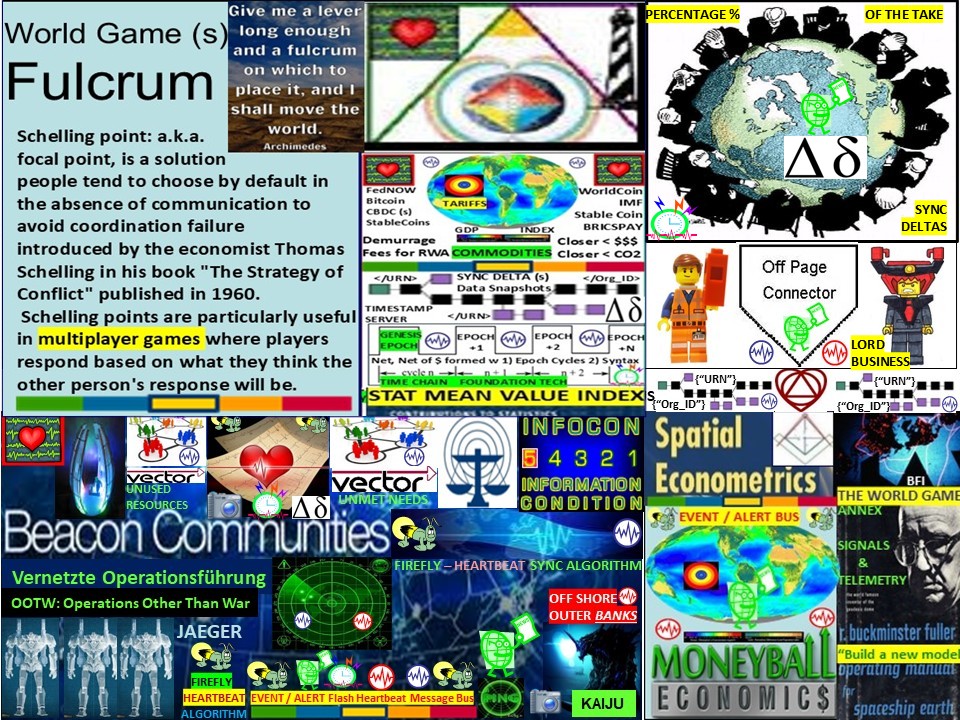 World Game (s)
Fulcrum
Schelling point: a.k.a.
focal point, is a solution
people tend to choose by default in
the absence of communication to
avoid coordination failure
introduced by the economist Thomas
Schelling in his book "The Strategy of
Conflict" published in 1960.
Schelling points are particularly useful
in multiplayer games where players
respond based on what they think the
other person's response will be.
Give me a lever
long enough
and a fulcrum
on which to
place it, and I
shall move the
world.
Archimedes
FedNOW
Bitcoin
CBDC (s)
StableCoins
TARIFFS
WorldCoin
IMF
Stable Coin
BRICSPAY
GDP INDEX
Demurrage
Closer < $$$
Fees for RWA COMMODITIES Closer < CO2
</URN> SYNC DELTA (s) </Org_ID>
Data Snapshots
TIMESTAMP
SERVER
</URN>
Δδ
GENESIS
EPOCH
EPOCH
+1
EPOCH
+2
EPOCH
+N
Net, Net of $ formed w 1) Epoch Cycles 2) Syntax
cycle n n + 1 n + 2
TIME CHAIN FOUNDATION TECH
STAT MEAN VALUE INDEX
CONTRIBUTIONS TO STATISTICS
PERCENTAGE %
OF THE TAKE
Δ δ
SYNC
DELTAS
Off Page
Connector
LORD
BUSINESS
{"URN"}
{"Org_ID"}
{"URN"}
{"Org_ID"}
S
vector
UNUSED
RESOURCES
Δδ
vector
UNMET NEEDS
INFOCON
5 4 3 2 1
INFORMATION
CONDITION
Beacon Communities
Vernetzte Operationsführung
OOTW: Operations Other Than War
JAEGER
FIREFLY
HEARTBEAT
ALGORITHM
FIREFLY – HEARTBEAT SYNC ALGORITHM
OFF SHORE
OUTER BANKS
EVENT / ALERT Flash Heartbeat Message Bus
HNG
KAIJU
Spatial
Econometrics
BFI
THE WORLD GAME
EVENT / ALERT BUS
MONEYBALL
ECONOMIC$
ANNEX
SIGNALS
&
TELEMETRY
r. buckminster fuller
"Build a new model
operating manual
for
spaceship earth